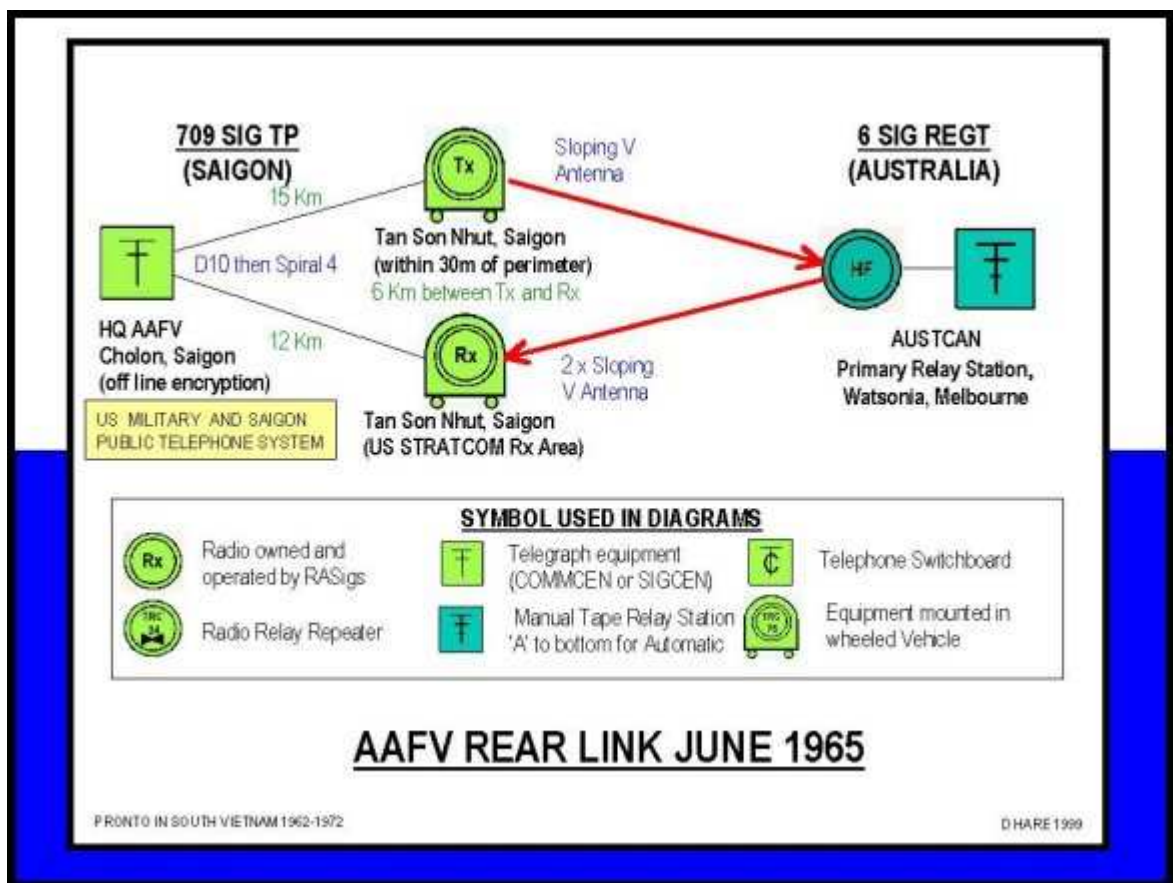 709 SIG TP
(SAIGON)
6 SIG REGT
(AUSTRALIA)
Tx
Sloping V
Antenna
15 Km
Tan Son Nhut, Saigon
(within 30m of perimeter)
6 Km between Tx and Rx
D10 then Spiral 4
HF
HQ AAFV
Cholon, Saigon
(off line encryption)
12 Km
Rx
2 x Sloping
V Antenna
AUSTCAN
Primary Relay Station,
Watsonia, Melbourne
US MILITARY AND SAIGON
PUBLIC TELEPHONE SYSTEM
Tan Son Nhut, Saigon
(US STRATCOM Rx Area)
SYMBOL USED IN DIAGRAMS
Rx
Radio owned and
operated by RASigs
Telegraph equipment
(COMMCEN or SIGCEN)
Telephone Switchboard
Radio Relay Repeater
Manual Tape Relay Station
'A' to bottom for Automatic
Equipment mounted in
wheeled Vehicle
AAFV REAR LINK JUNE 1965
PRONTO IN SOUTH VIETNAM 1962-1972
D HARE 1999